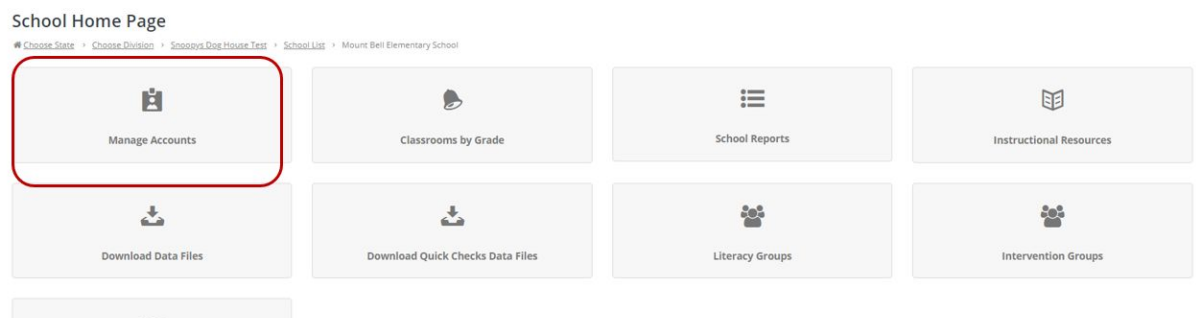 School Home Page
Choose State > Choose Division > Snoopys Dog House Test > School List > Mount Bell Elementary School
Manage Accounts
Classrooms by Grade
School Reports
Instructional Resources
Download Data Files
Download Quick Checks Data Files
Literacy Groups
Intervention Groups